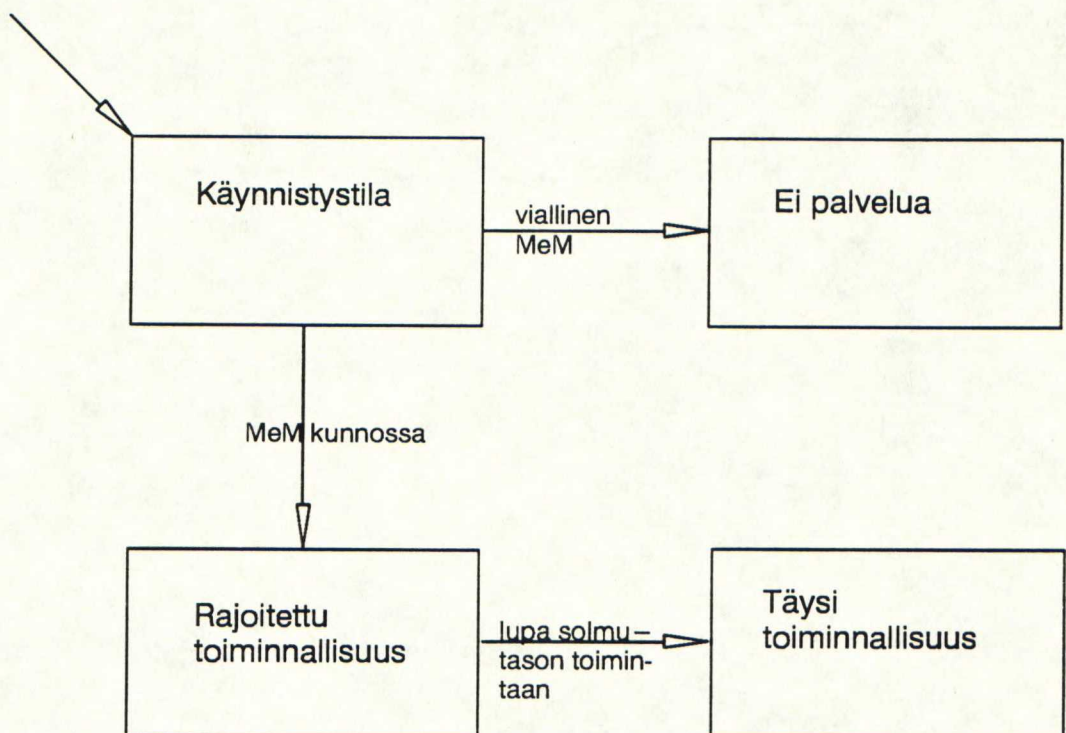 Käynnistystila
viallinen
MeM
Ei palvelua
MeM kunnossa
Rajoitettu
toiminnallisuus
lupa solmu–
tason toimin-
taan
Täysi
toiminnallisuus